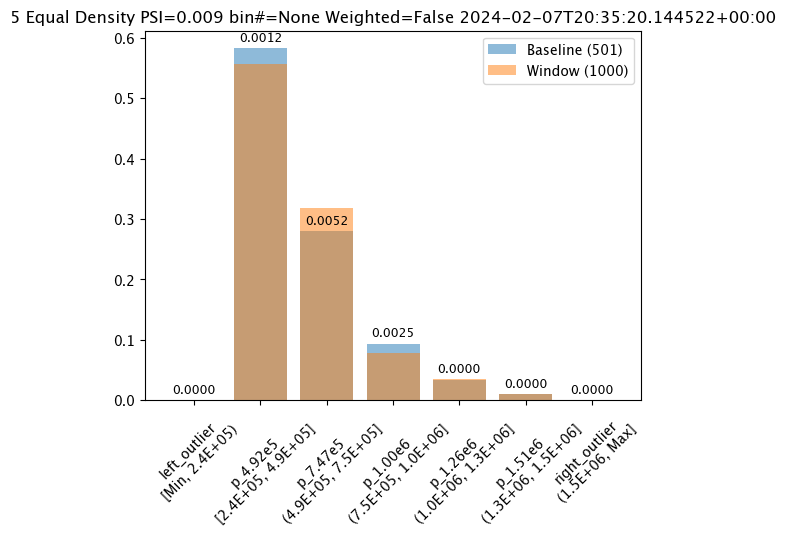 5 Equal Density PSI=0.009 bin#=None Weighted=False 2024-02-07T20:35:20.144522+00:00
Baseline (501)
Window (1000)
0.6
0.5
0.4
0.3
0.2
0.1
0.0
0.0000
0.0012
0.0052
0.0025
0.0000
0.0000
0.0000
left_outlier
[Min, 2.4E+05)
p_4.92e5
[2.4E+05, 4.9E+05]
p_7.47e5
(4.9E+05, 7.5E+05]
p_1.00e6
(7.5E+05, 1.0E+06]
p_1.26e6
(1.0E+06, 1.3E+06]
p_1.51e6
(1.3E+06, 1.5E+06]
right_outlier
(1.5E+06, Max]